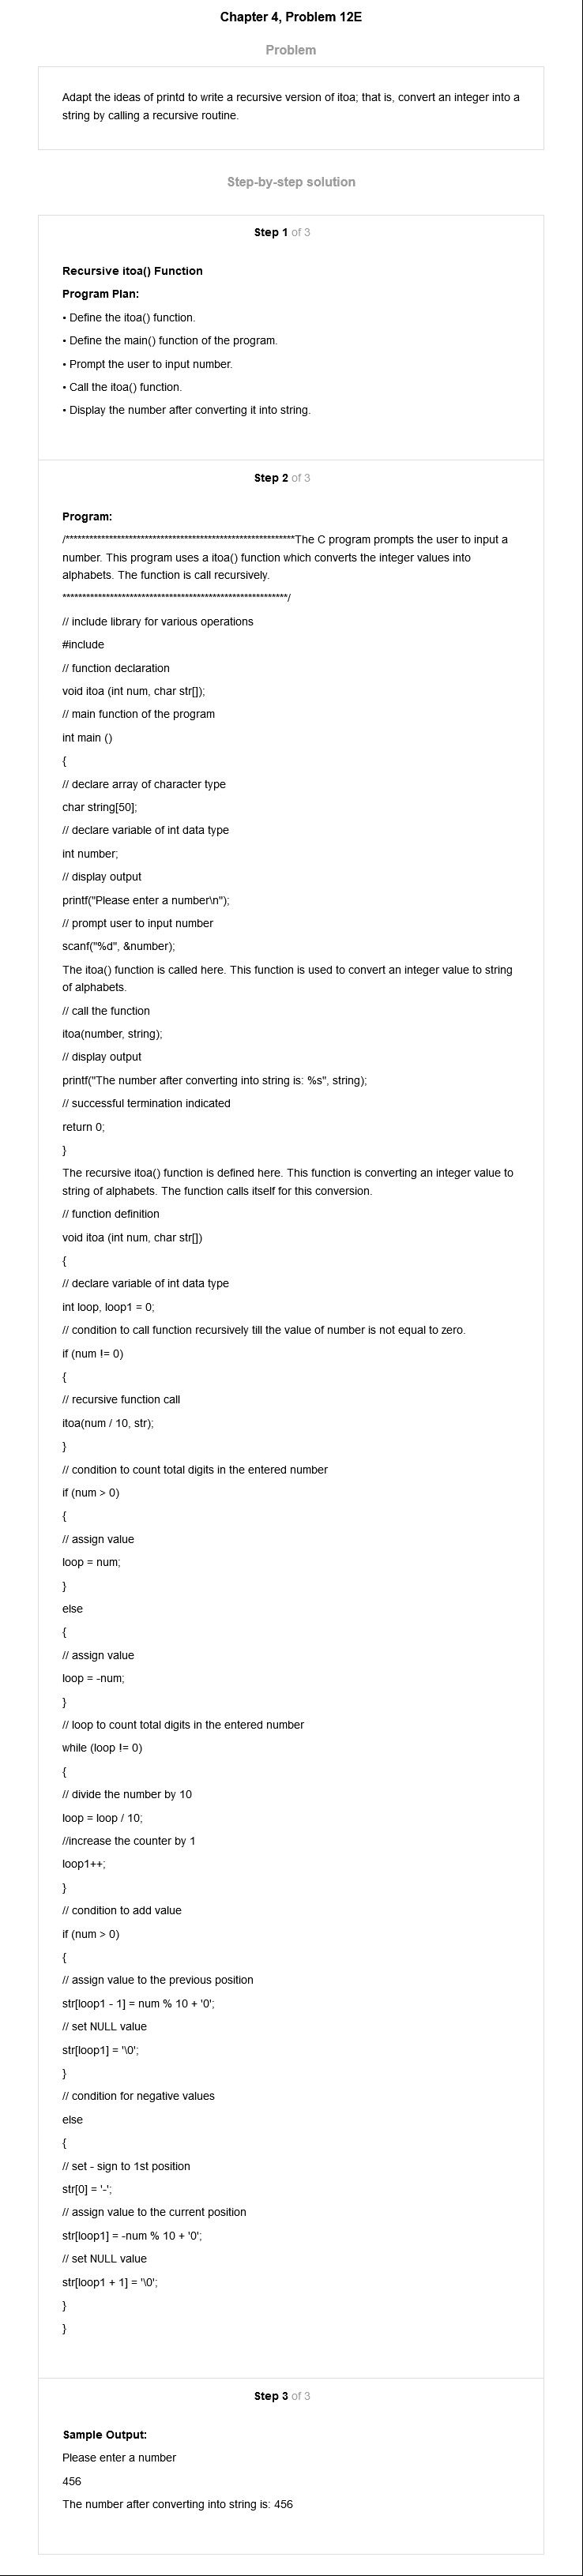 Chapter 4, Problem 12E
Problem
Adapt the ideas of printd to write a recursive version of itoa; that is, convert an integer into a
string by calling a recursive routine.
Step-by-step solution
Step 1 of 3
Recursive itoa() Function
Program Plan:
• Define the itoa() function.
• Define the main() function of the program.
• Prompt the user to input number.
• Call the itoa() function.
• Display the number after converting it into string.
Step 2 of 3
Program:
/**********************************************************The C program prompts the user to input a
number. This program uses a itoa() function which converts the integer values into
alphabets. The function is call recursively.
*********************************************************/
// include library for various operations
#include
// function declaration
void itoa (int num, char str[]);
// main function of the program
int main ()
{
// declare array of character type
char string[50];
// declare variable of int data type
int number;
// display output
printf("Please enter a number\n");
// prompt user to input number
scanf("%d", &number);
The itoa() function is called here. This function is used to convert an integer value to string
of alphabets.
// call the function
itoa(number, string);
// display output
printf("The number after converting into string is: %s", string);
// successful termination indicated
return 0;
}
The recursive itoa() function is defined here. This function is converting an integer value to
string of alphabets. The function calls itself for this conversion.
// function definition
void itoa (int num, char str[])
{
// declare variable of int data type
int loop, loop1 = 0;
// condition to call function recursively till the value of number is not equal to zero.
if (num != 0)
{
// recursive function call
itoa(num / 10, str);
}
// condition to count total digits in the entered number
if (num > 0)
{
// assign value
loop = num;
}
else
{
// assign value
loop = -num;
}
// loop to count total digits in the entered number
while (loop != 0)
{
// divide the number by 10
loop = loop / 10;
//increase the counter by 1
loop1++;
}
// condition to add value
if (num > 0)
{
// assign value to the previous position
str[loop1 - 1] = num % 10 + '0';
// set NULL value
str[loop1] = '\0';
}
// condition for negative values
else
{
// set - sign to 1st position
str[0] = '-';
// assign value to the current position
str[loop1] = -num % 10 + '0';
// set NULL value
str[loop1 + 1] = '\0';
}
}
Step 3 of 3
Sample Output:
Please enter a number
456
The number after converting into string is: 456